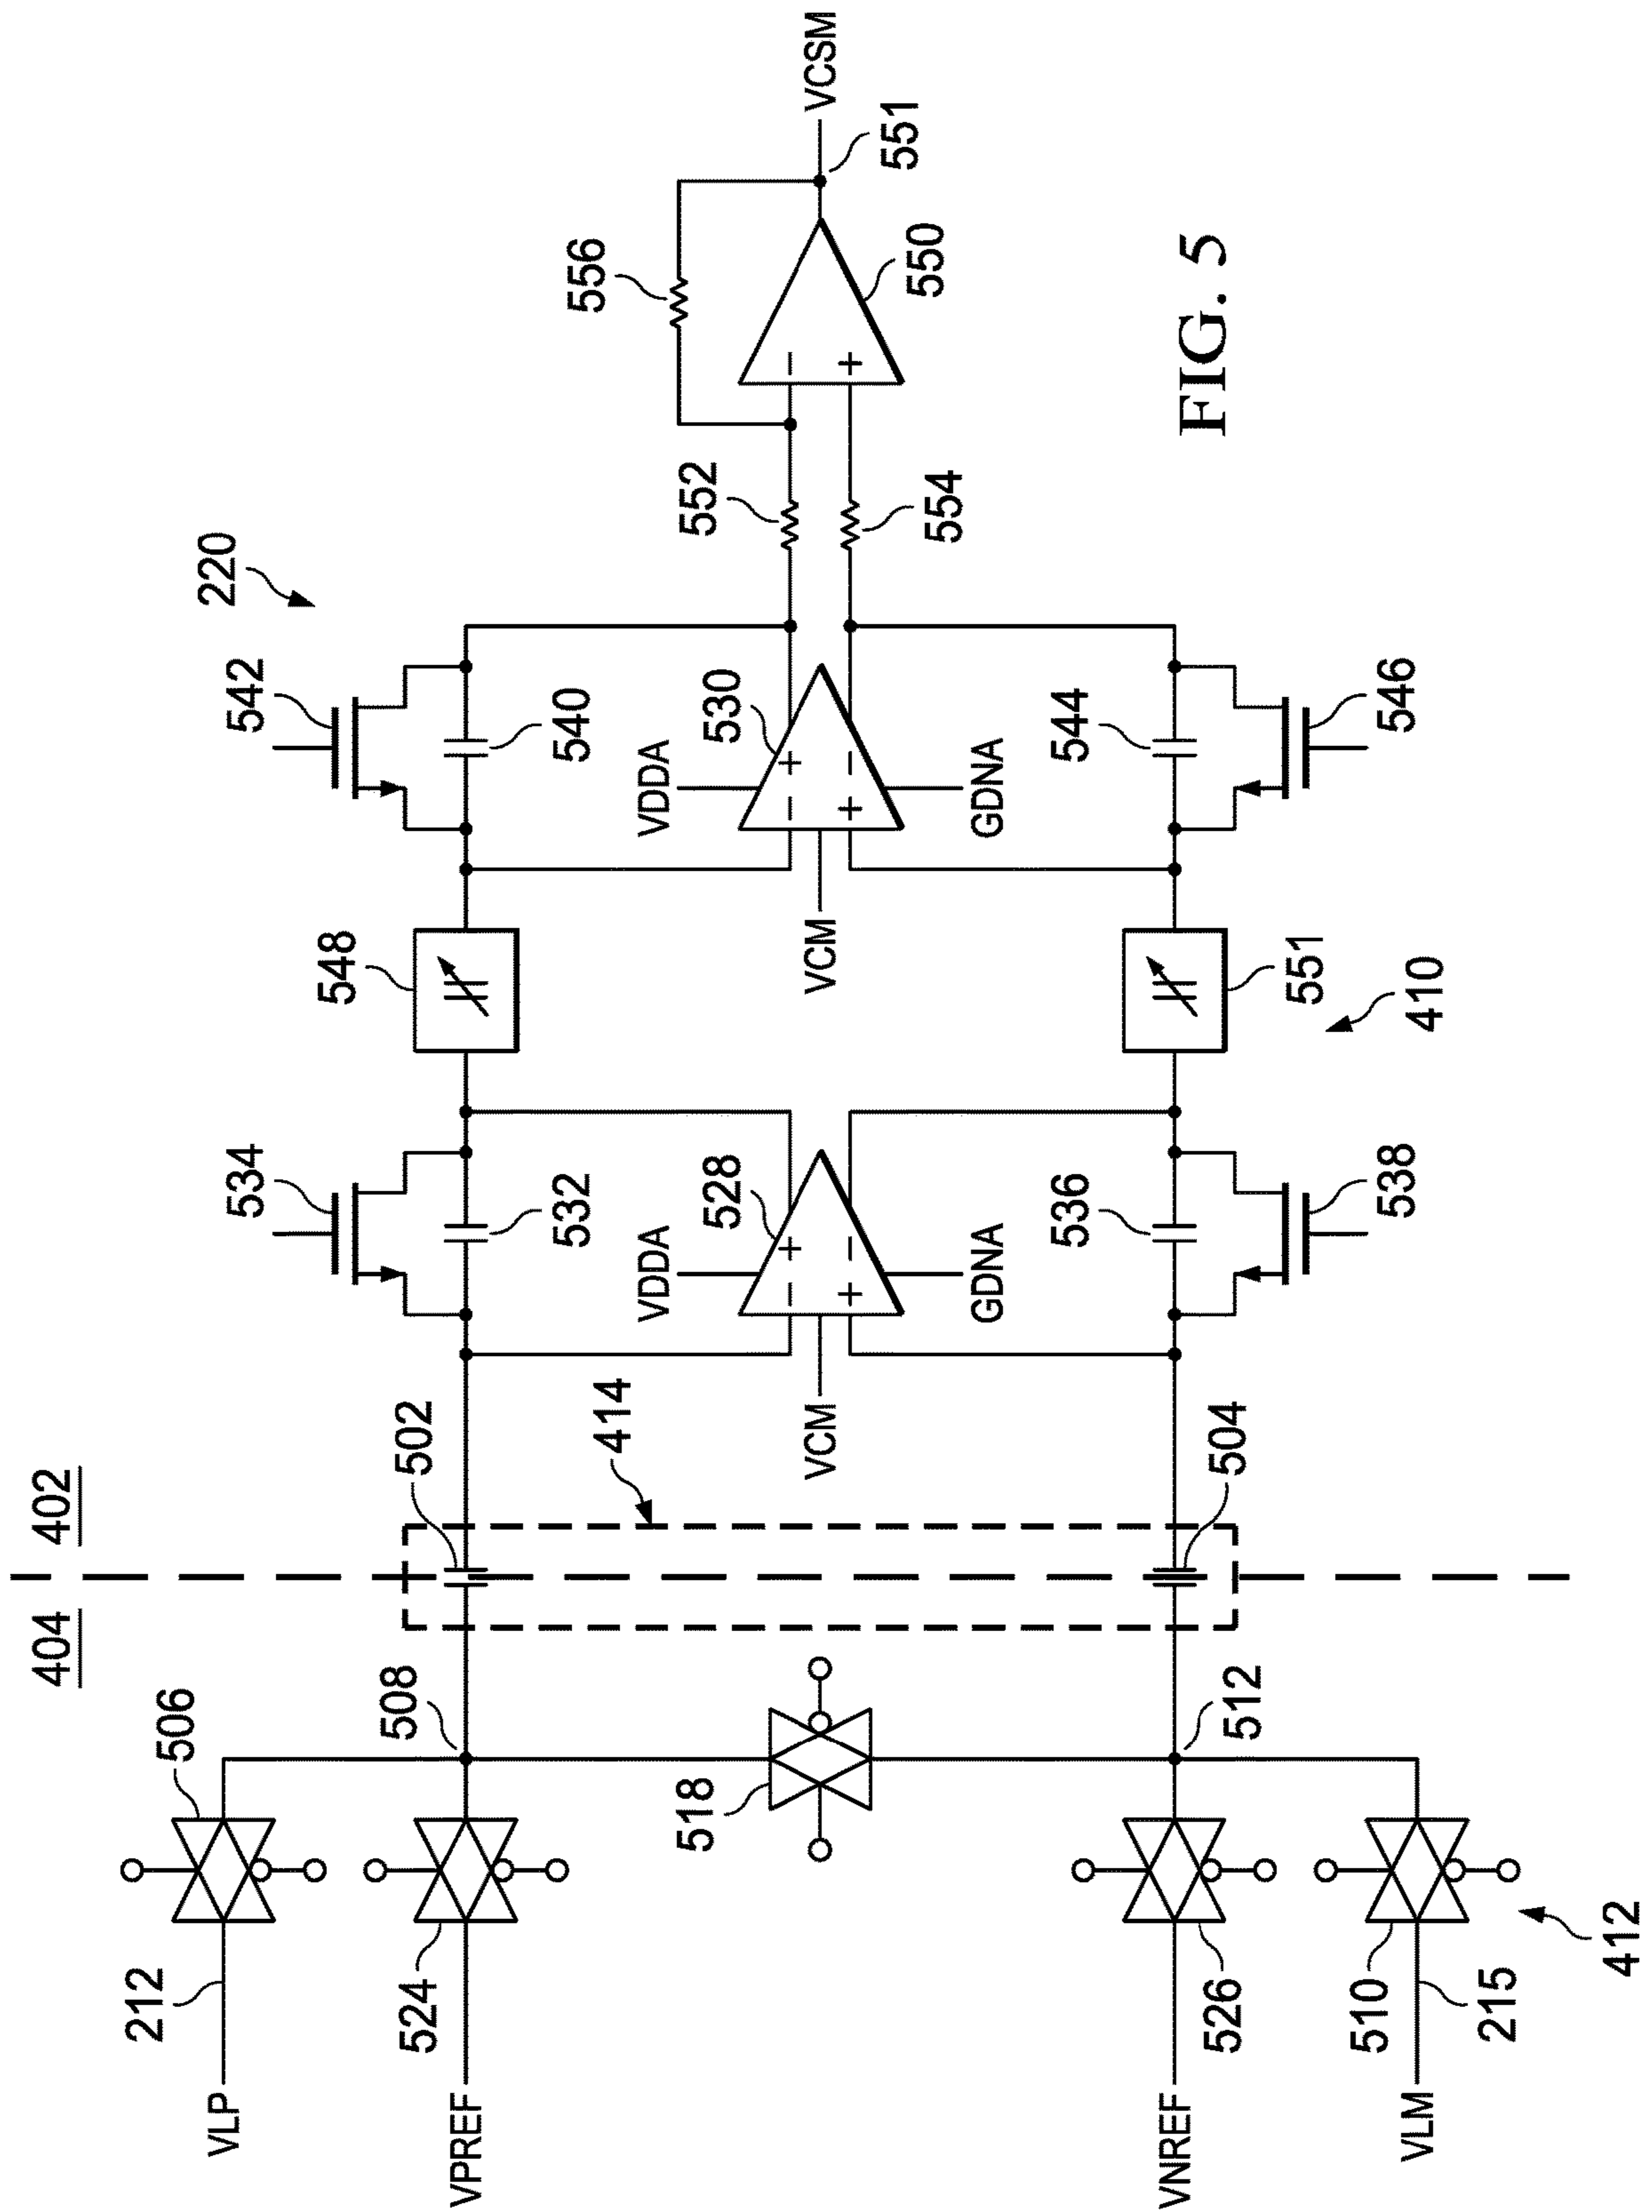 404
402
212
506
VLP
534
542
220
548
508
502
524
VPREF
532
540
556
414
VDDA
VDDA
518
552
528
530
VCM
VCM
VCSM
551
550
554
GDNA
GDNA
536
544
VNREF
FIG. 5
526
512
504
551
510
538
546
VLM
410
215
412